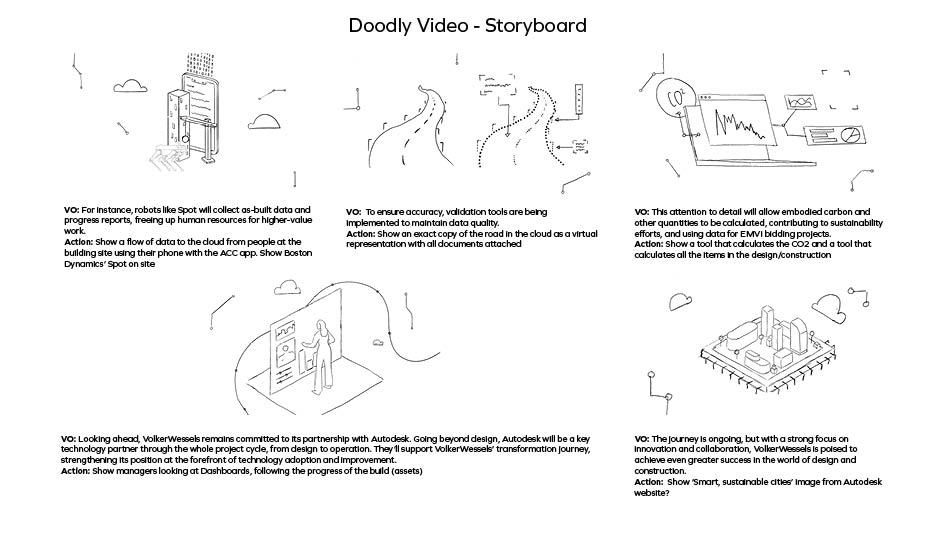 Doodly Video - Storyboard
CO2
VO: For instance, robots like Spot will collect as-built data and
progress reports, freeing up human resources for higher-value
work.
Action: Show a flow of data to the cloud from people at the
building site using their phone with the ACC app. Show Boston
Dynamics' Spot on site
VO: To ensure accuracy, validation tools are being
implemented to maintain data quality.
Action: Show an exact copy of the road in the cloud as a virtual
representation with all documents attached
VO: This attention to detail will allow embodied carbon and
other quantities to be calculated, contributing to sustainability
efforts, and using data for EMVI bidding projects.
Action: Show a tool that calculates the CO2 and a tool that
calculates all the items in the design/construction
VO: Looking ahead, VolkerWessels remains committed to its partnership with Autodesk. Going beyond design, Autodesk will be a key
technology partner through the whole project cycle, from design to operation. They'll support VolkerWessels' transformation journey,
strengthening its position at the forefront of technology adoption and improvement.
Action: Show managers looking at Dashboards, following the progress of the build (assets)
VO: The journey is ongoing, but with a strong focus on
innovation and collaboration, VolkerWessels is poised to
achieve even greater success in the world of design and
construction.
Action: Show 'Smart, sustainable cities' image from Autodesk
website?